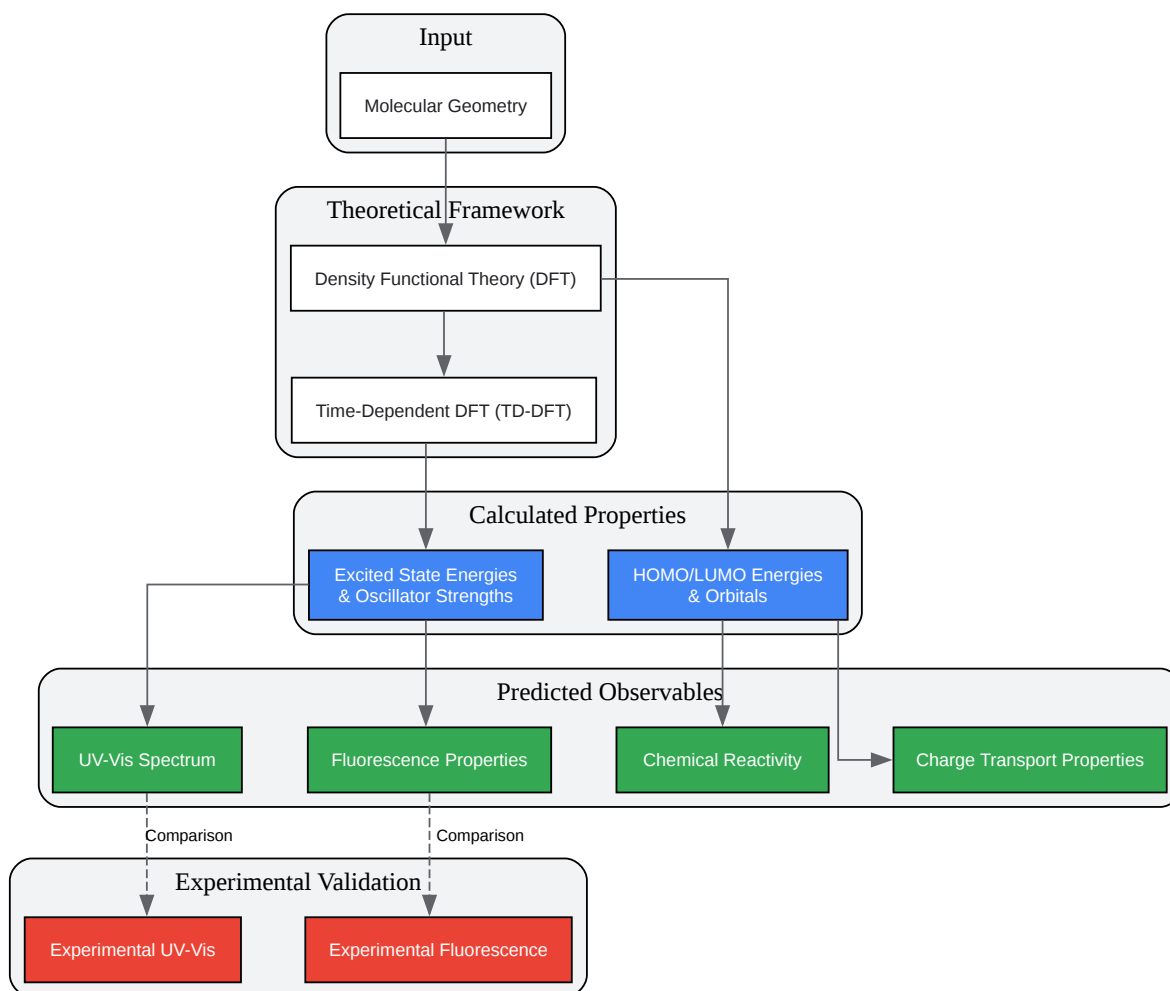 Input
Molecular Geometry
Theoretical Framework
Density Functional Theory (DFT)
Time-Dependent DFT (TD-DFT)
Calculated Properties
Excited State Energies
& Oscillator Strengths
HOMO/LUMO Energies
& Orbitals
Predicted Observables
UV-Vis Spectrum
Fluorescence Properties
Chemical Reactivity
Charge Transport Properties
Comparison
Comparison
Experimental Validation
Experimental UV-Vis
Experimental Fluorescence